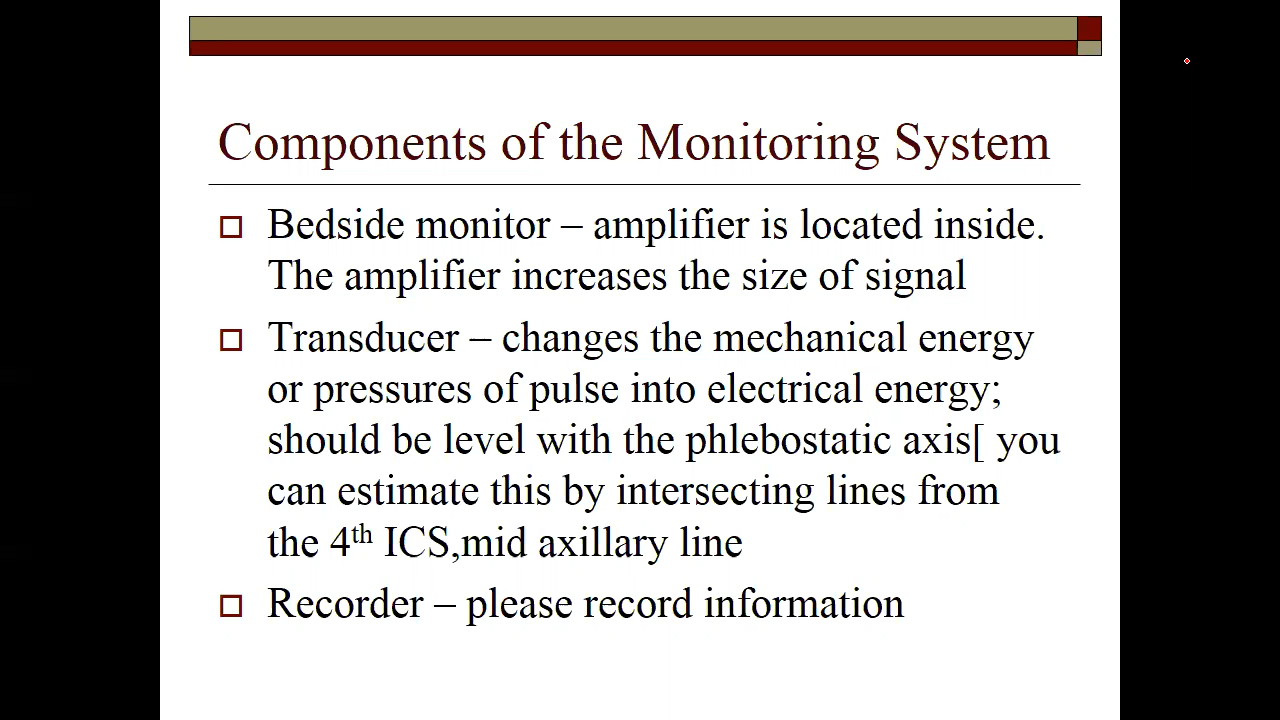 Components of the Monitoring System
Bedside monitor – amplifier is located inside.
The amplifier increases the size of signal
Transducer – changes the mechanical energy
or pressures of pulse into electrical energy;
should be level with the phlebostatic axis[ you
can estimate this by intersecting lines from
the 4th ICS,mid axillary line
Recorder – please record information